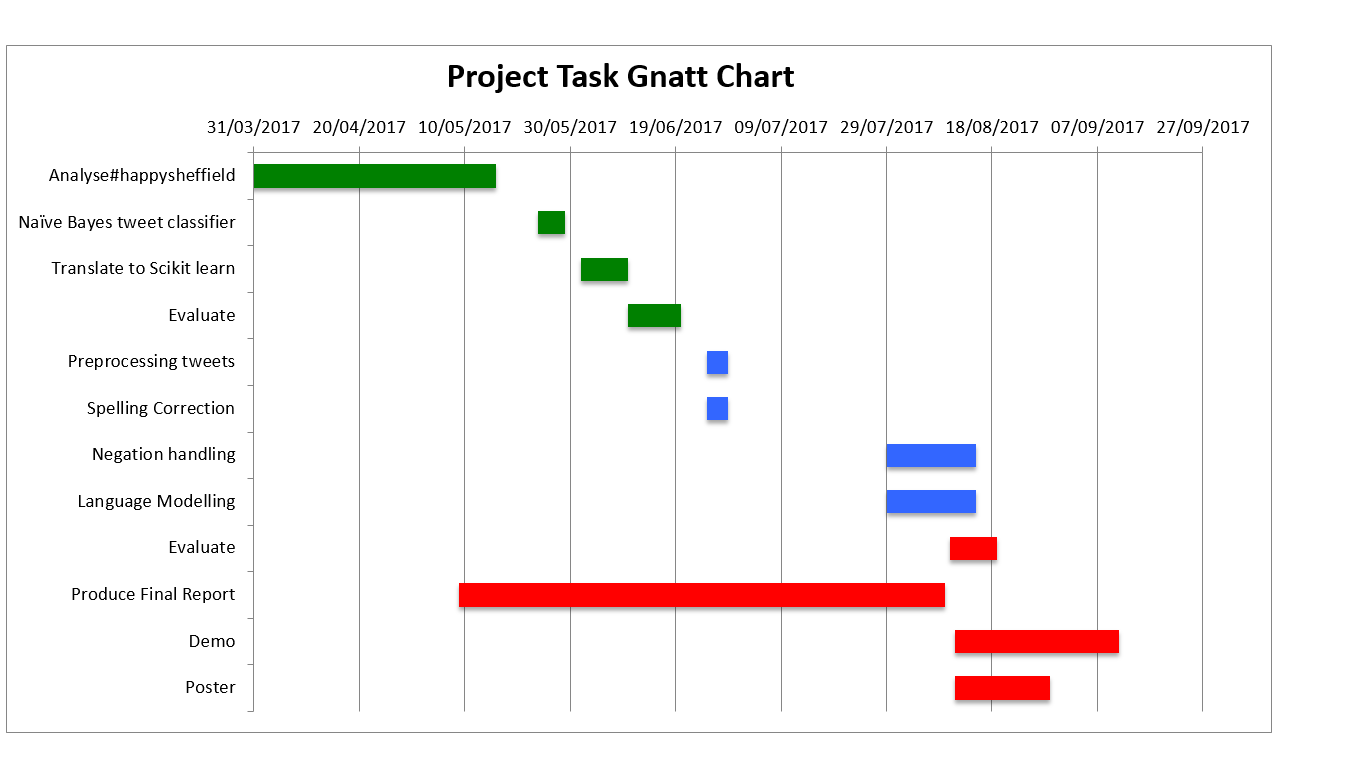 Project Task Gnatt Chart
31/03/2017 20/04/2017 10/05/2017 30/05/2017 19/06/2017 09/07/2017 29/07/2017 18/08/2017 07/09/2017 27/09/2017
Analyse#happysheffield
Naïve Bayes tweet classifier
Translate to Scikit learn
Evaluate
Preprocessing tweets
Spelling Correction
Negation handling
Language Modelling
Evaluate
Produce Final Report
Demo
Poster